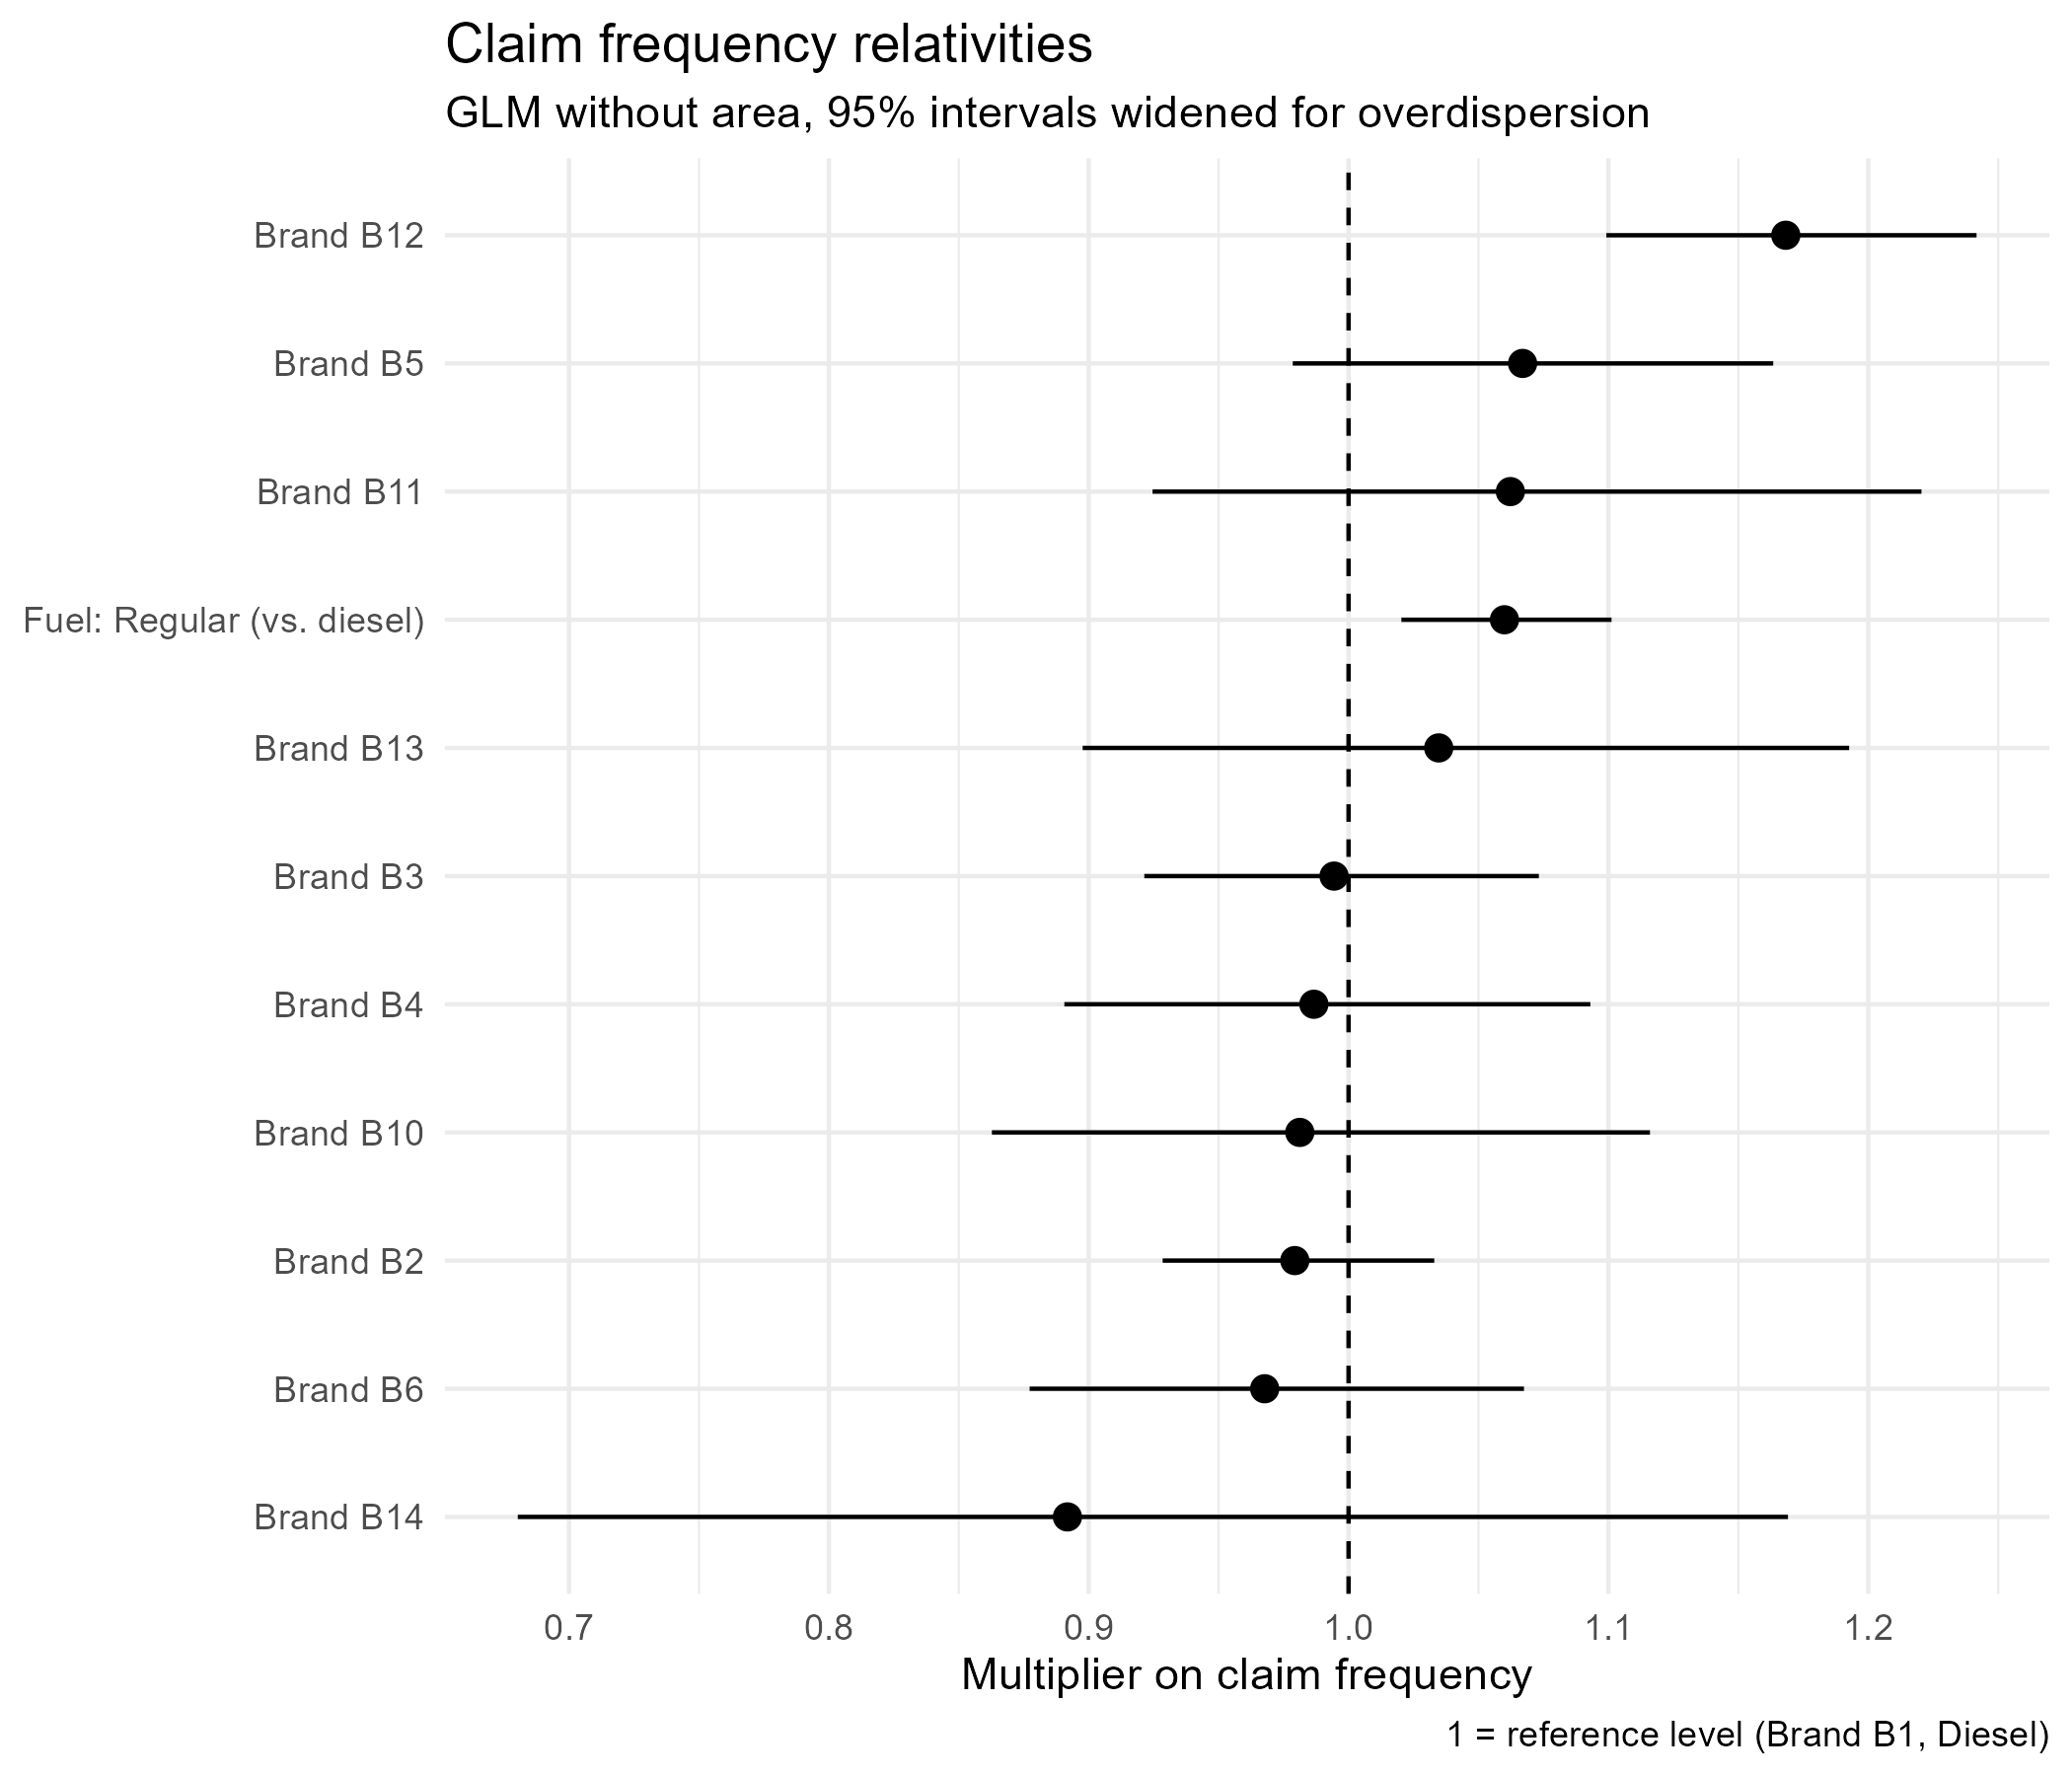 Claim frequency relativities
GLM without area, 95% intervals widened for overdispersion
Brand B12
Brand B5
Brand B11
Fuel: Regular (vs. diesel)
Brand B13
Brand B3
Brand B4
Brand B10
Brand B2
Brand B6
Brand B14
0.7 0.8 0.9 1.0 1.1 1.2
Multiplier on claim frequency
1 = reference level (Brand B1, Diesel)